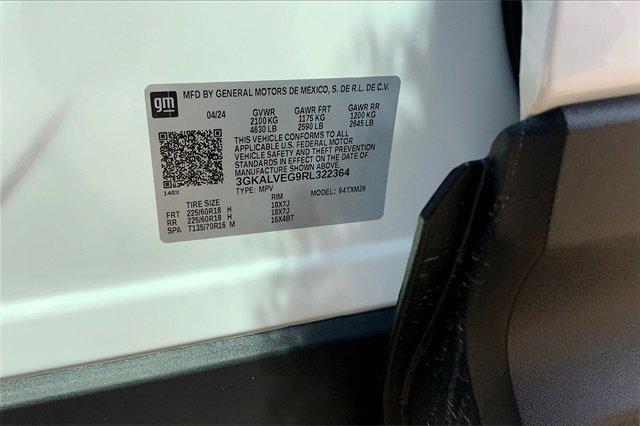 gm
MFD BY GENERAL MOTORS DE MEXICO, S. DE R.L. DE C.V.
04/24 GVWR GAWR FRT GAWR RR
2100 KG 1175 KG 1200 KG
4630 LB 2590 LB 2645 LB
THIS VEHICLE CONFORMS TO ALL
APPLICABLE U.S. FEDERAL MOTOR
VEHICLE SAFETY AND THEFT PREVENTION
STANDARDS IN EFFECT ON THE DATE OF
MANUFACTURE SHOWN ABOVE.
3GKALVEG9RL322364
140X TYPE: MPV MODEL: 94TXM26
TIRE SIZE RIM
FRT 225/60R18 H 18X7J
RR 225/60R18 H 18X7J
SPA T135/70R16 M 16X4BT